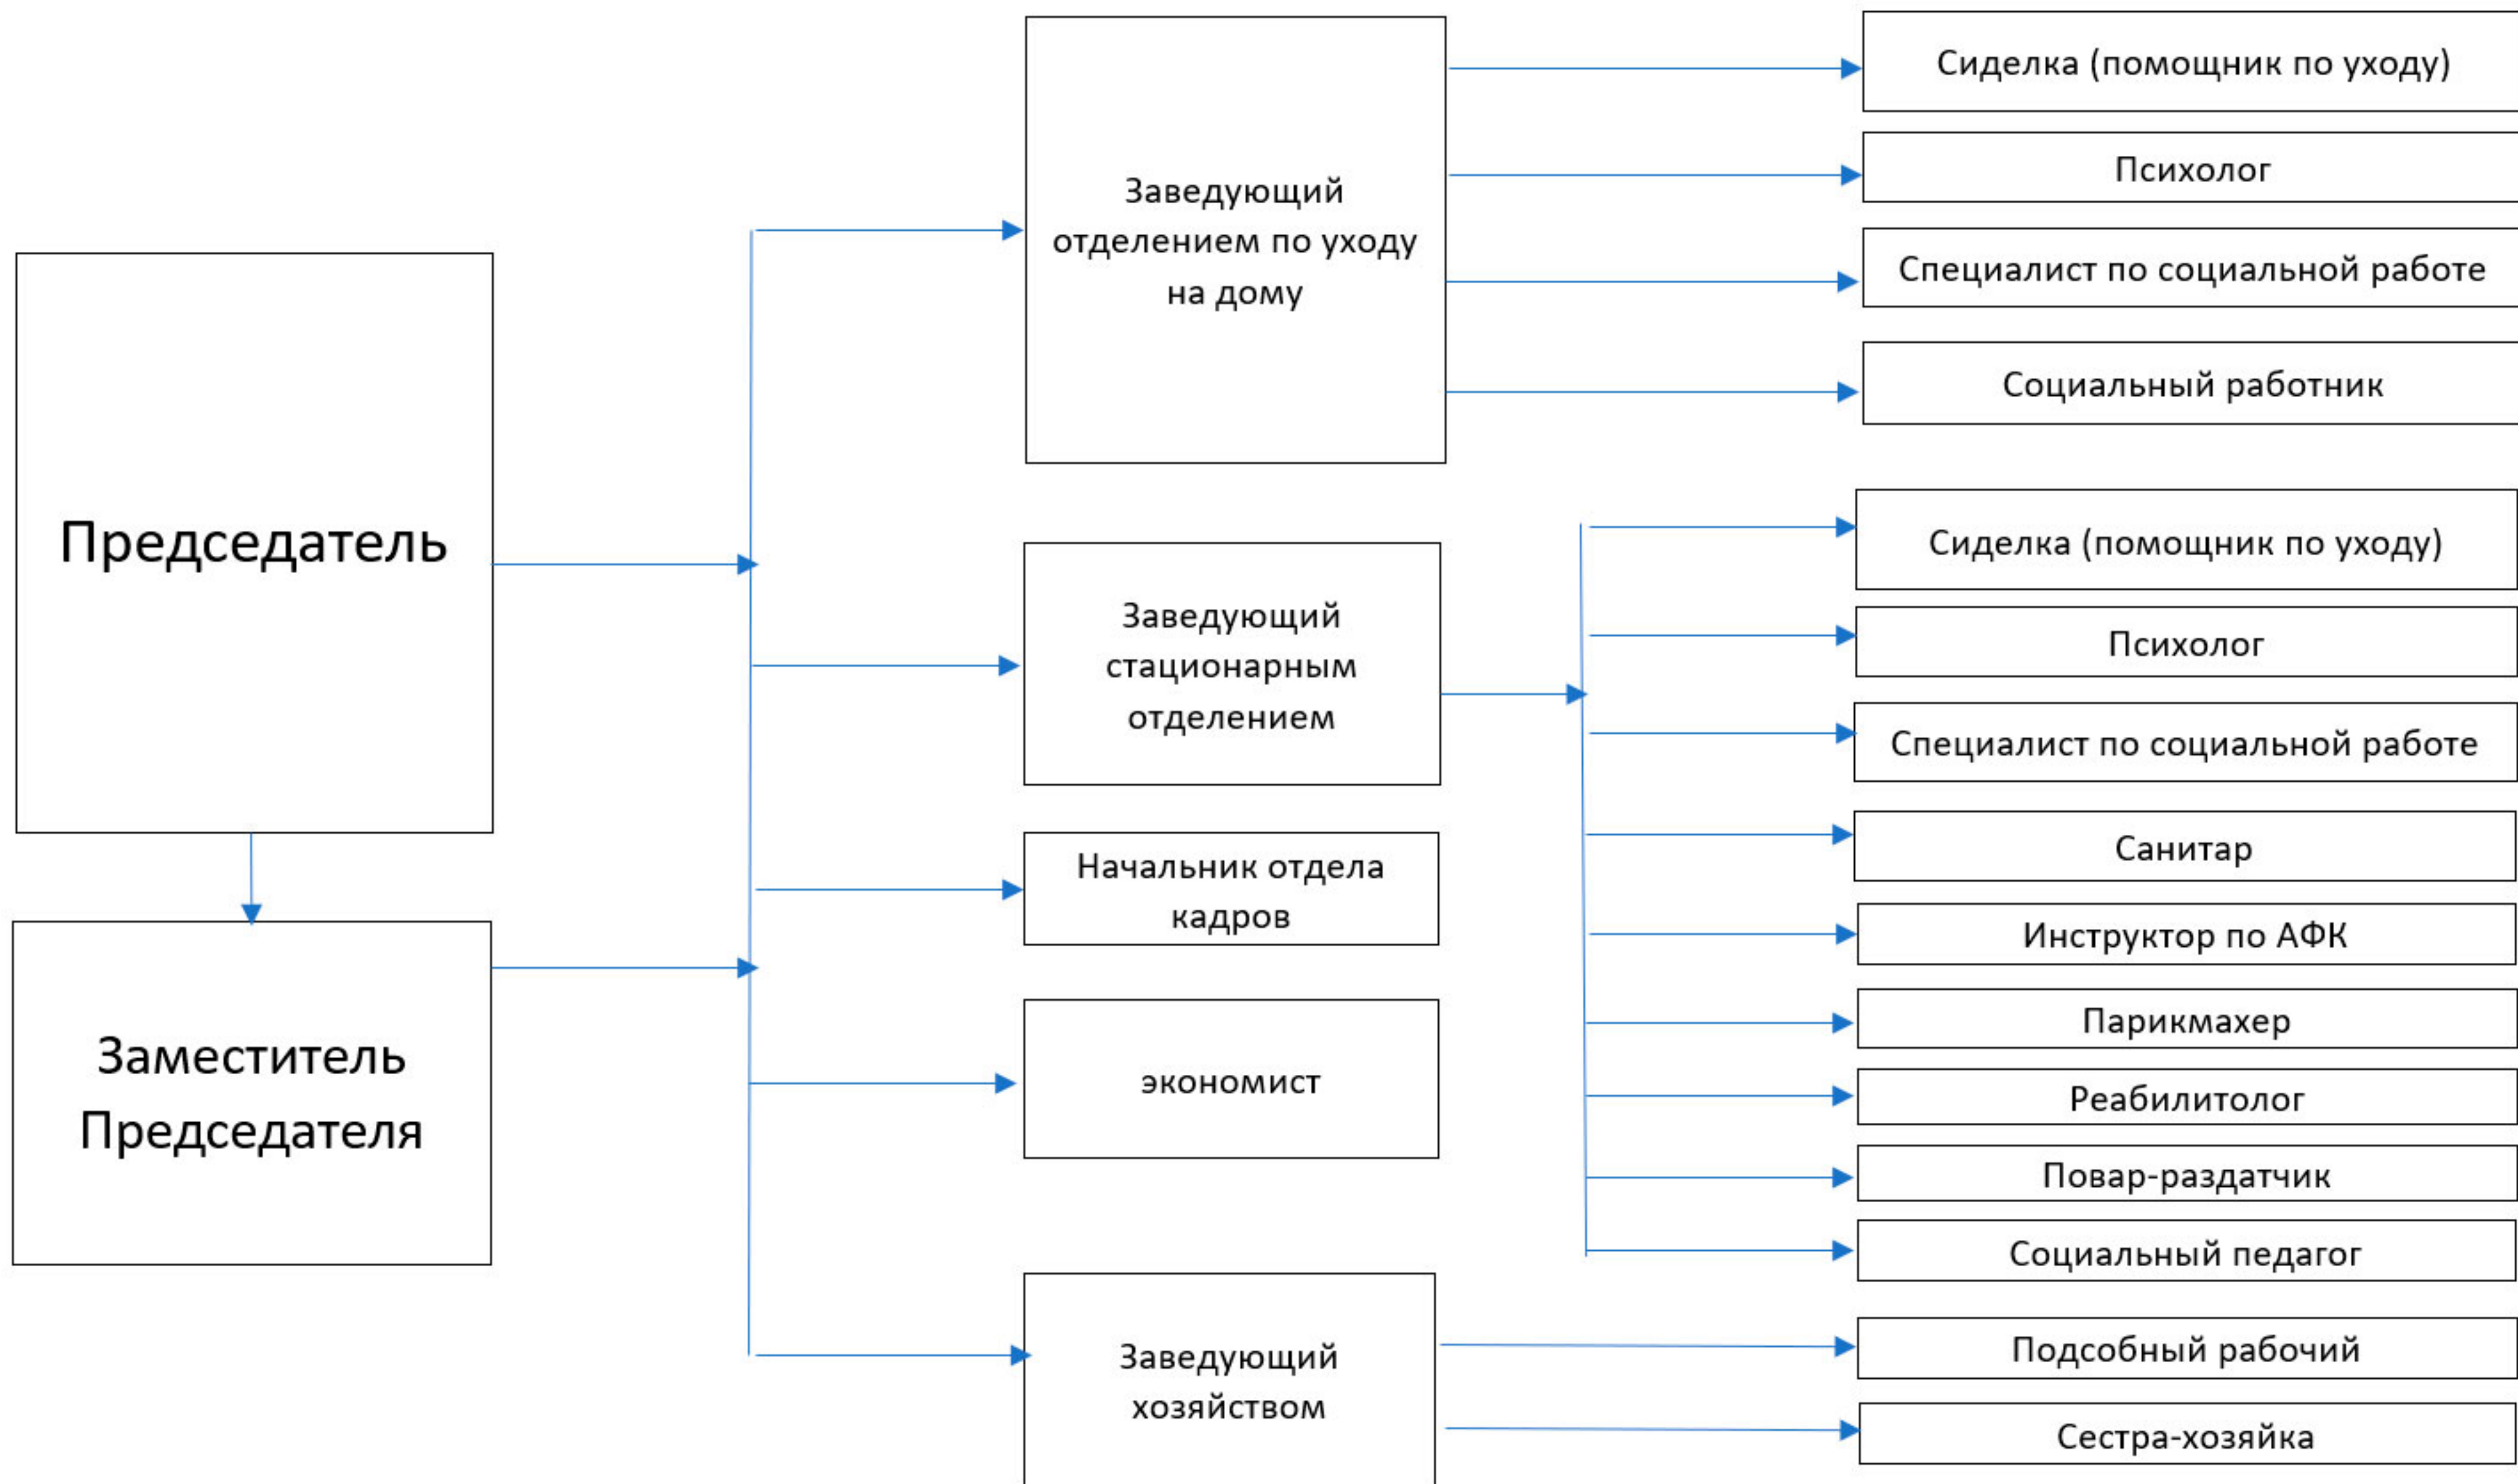 Председатель
Заместитель
Председателя
Заведующий
отделением по уходу
на дому
Заведующий
стационарным
отделением
Начальник отдела
кадров
экономист
Заведующий
хозяйством
Сиделка (помощник по уходу)
Психолог
Специалист по социальной работе
Социальный работник
Сиделка (помощник по уходу)
Психолог
Специалист по социальной работе
Санитар
Инструктор по АФК
Парикмахер
Реабилитолог
Повар-раздатчик
Социальный педагог
Подсобный рабочий
Сестра-хозяйка